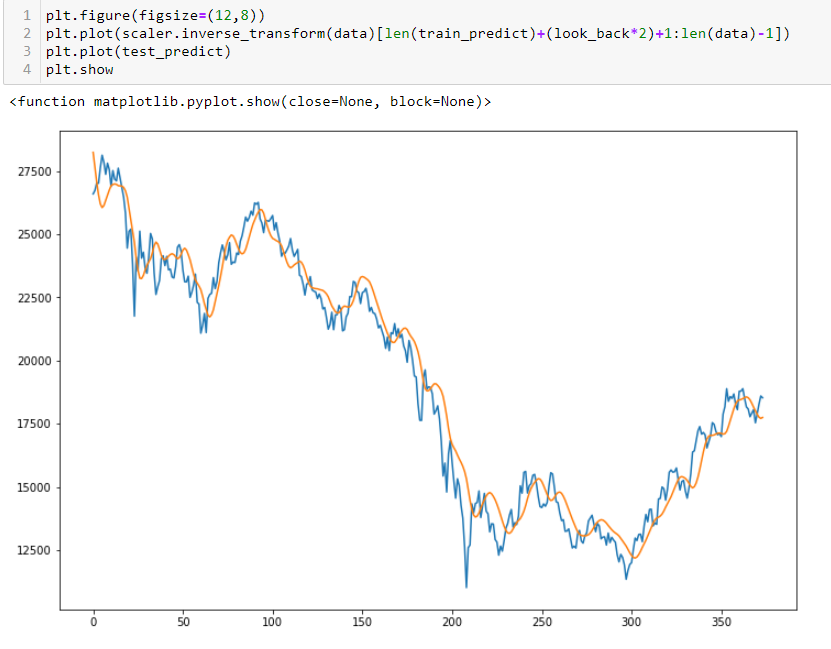 1 plt.figure(figsize=(12,8))
2 plt.plot(scaler.inverse_transform(data)[len(train_predict)+(look_back*2)+1:len(data)-1])
3 plt.plot(test_predict)
4 plt.show
<function matplotlib.pyplot.show(close=None, block=None)>
27500
25000
22500
20000
17500
15000
12500
0 50 100 150 200 250 300 350